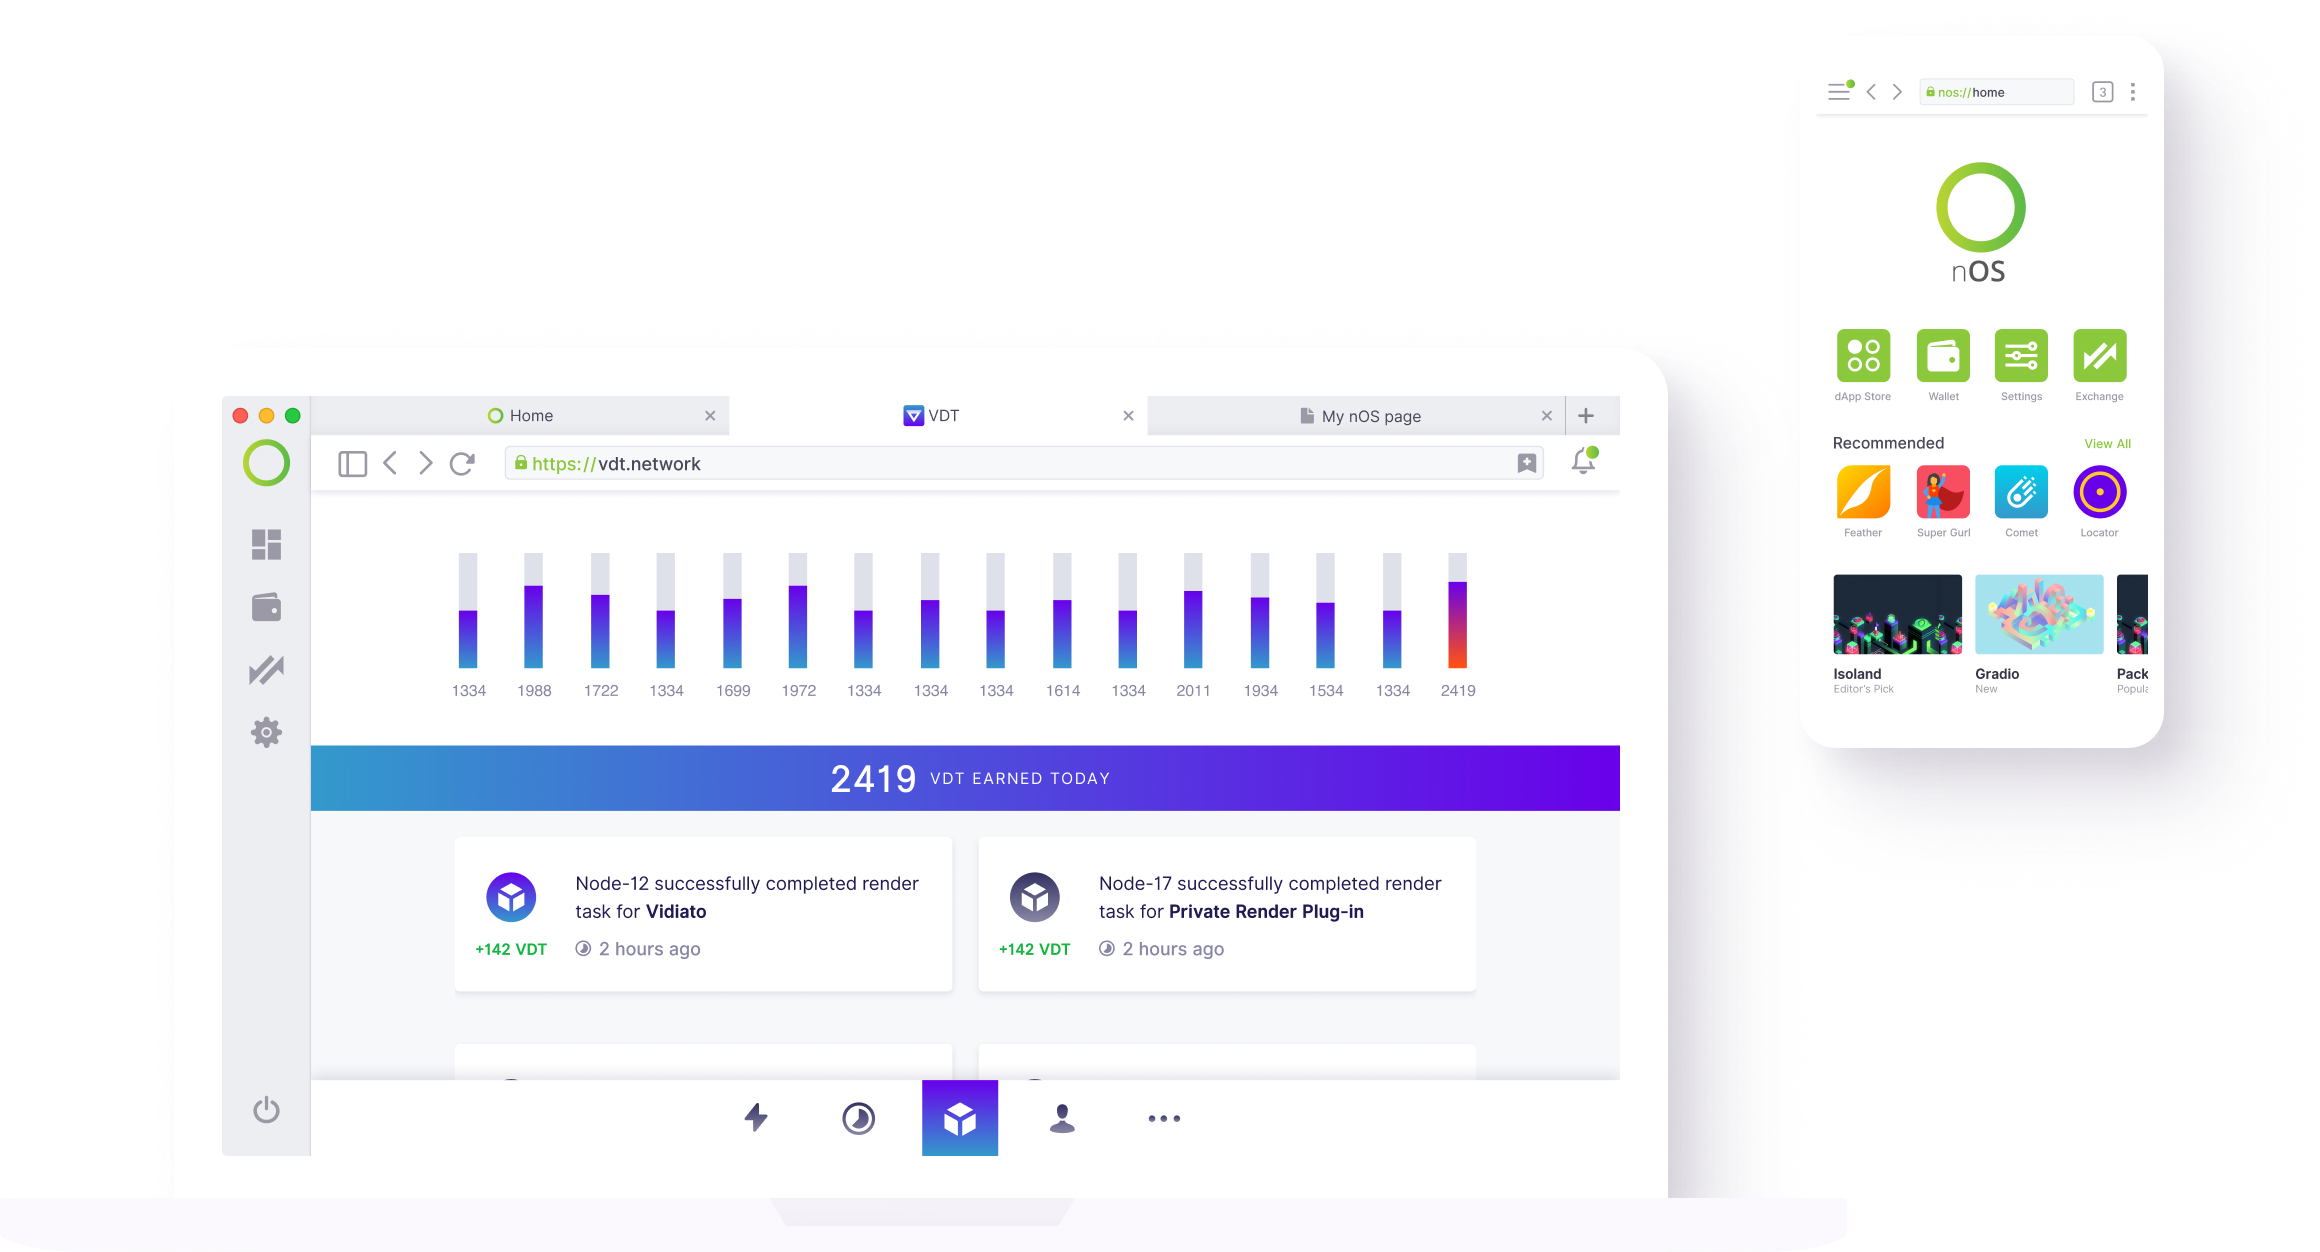 Home
VDT
My nOS page
https://vdt.network
1334 1988 1722 1334 1699 1972 1334 1334 1334 1614 1334 2011 1934 1534 1334 2419
2419 VDT EARNED TODAY
Node-12 successfully completed render
task for Vidiato
+142 VDT 2 hours ago
Node-17 successfully completed render
task for Private Render Plug-in
+142 VDT 2 hours ago
nos://home
3
nOS
dApp Store Wallet Settings Exchange
Recommended View All
Feather Super Gurl Comet Locator
Isoland Gradio Pack
Editor's Pick New Popula